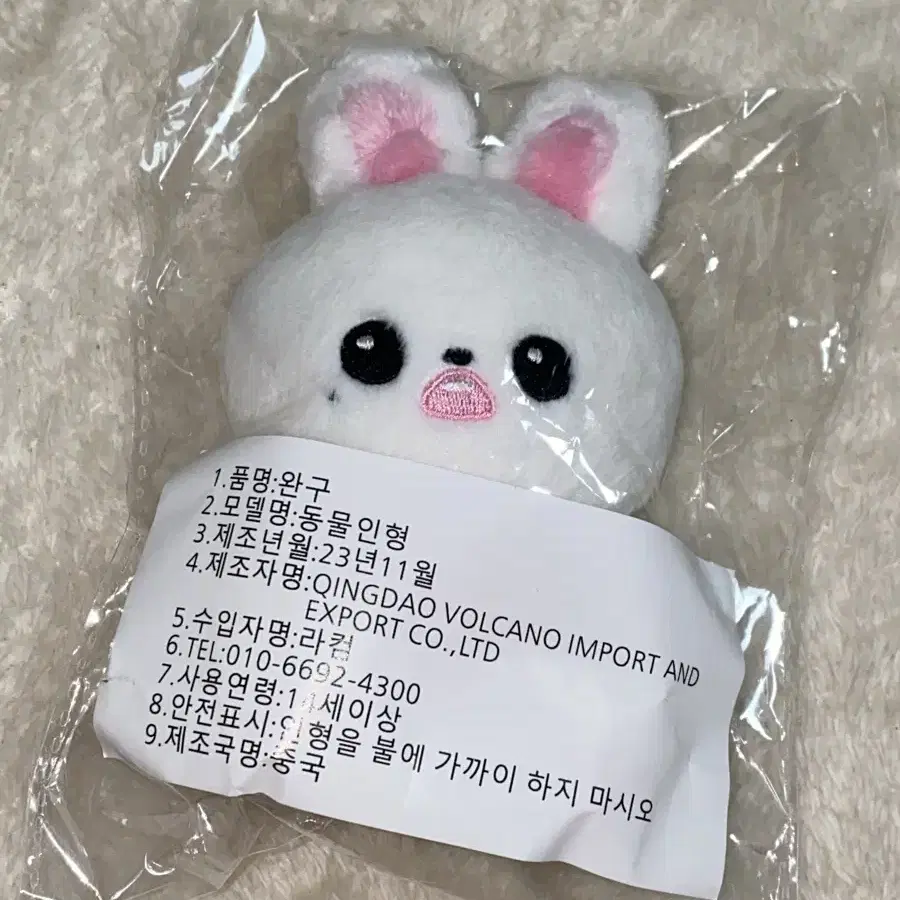 1.품명:완구
2.모델명:동물인형
3.제조년월:23년11월
4.제조자명:QINGDAO VOLCANO IMPORT AND
EXPORT CO.,LTD
5.수입자명:라컴
6.TEL:010-6692-4300
7.사용연령:14세이상
8.안전표시:인형을 불에 가까이 하지 마시오
9.제조국명:중국